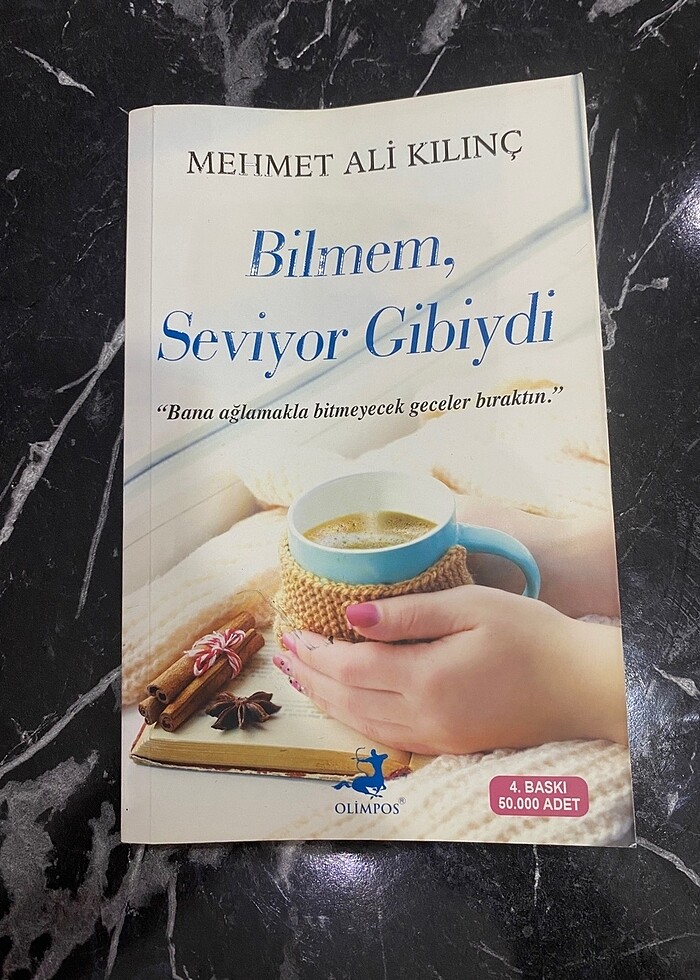 MEHMET ALİ KILINÇ
Bilmem,
Seviyor Gibiydi
“Bana ağlamakla bitmeyecek geceler bıraktın.”
OLİMPOS®
4. BASKI
50.000 ADET